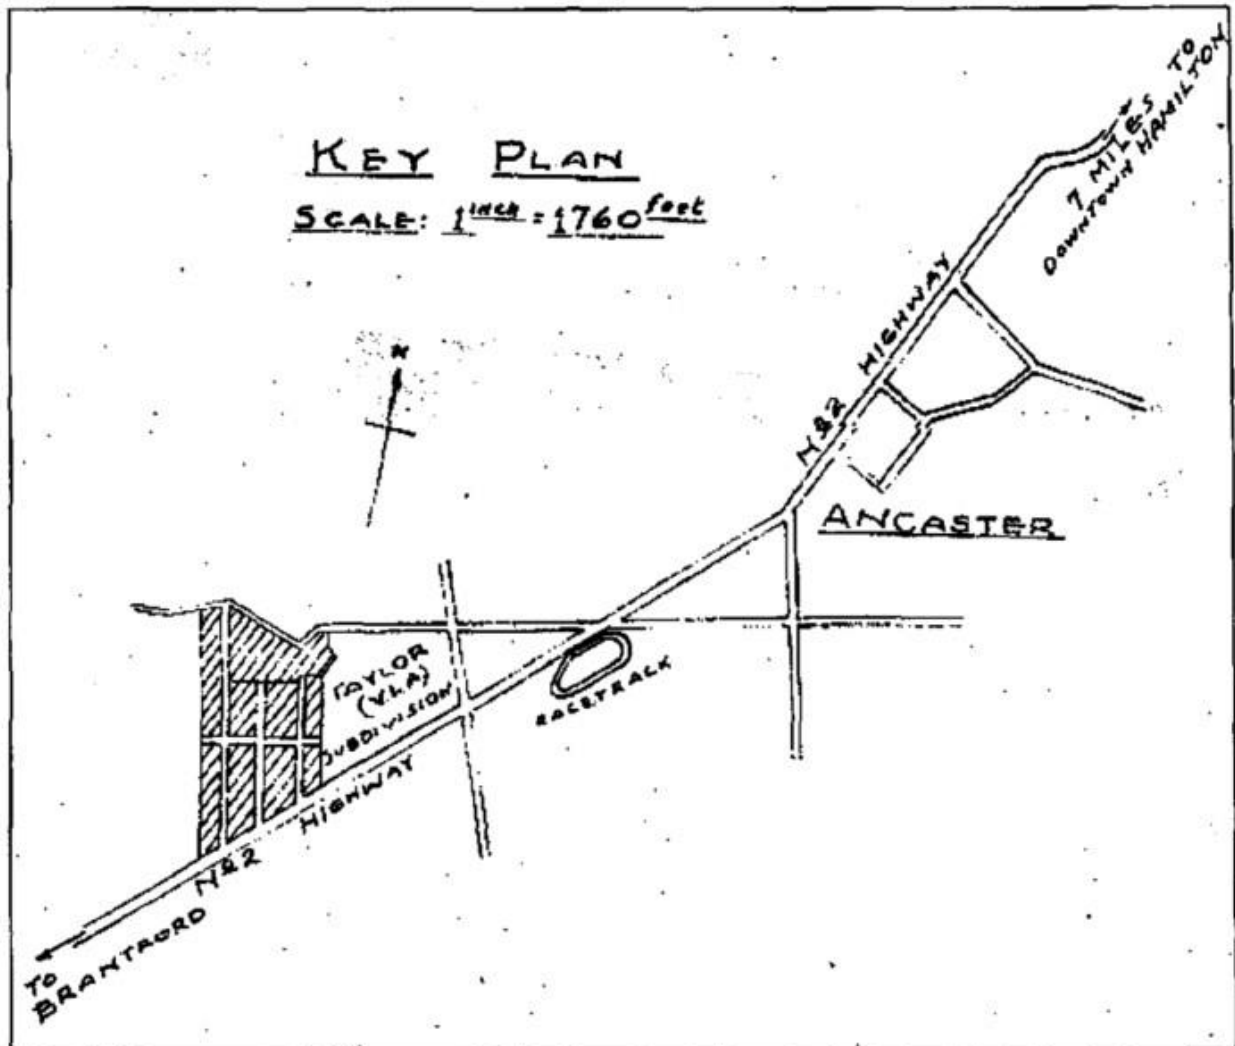 KEY PLAN
SCALE: 1 inch = 1760 feet
7 MILES TO
DOWNTOWN HAMILTON
Nº2 HIGHWAY
N
ANCASTER
TAYLOR
(V.L.A)
SUBDIVISION
RACETRACK
Nº2 HIGHWAY
TO
BRANTFORD